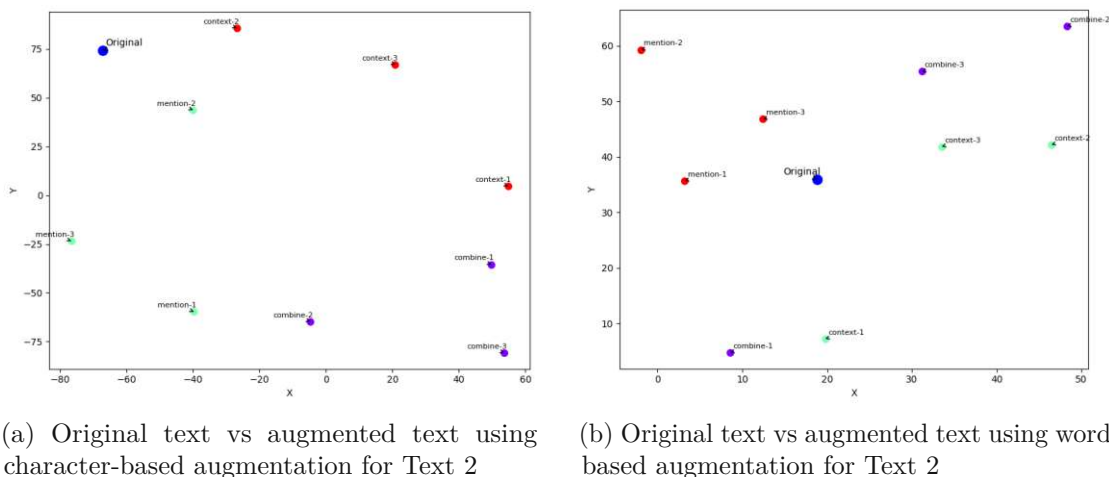 context-2
Original
context-3
mention-2
context-1
mention-3
combine-1
mention-1
combine-2
combine-3
75
50
25
0
−25
−50
−75
Y
−80 −60 −40 −20 0 20 40 60
X
combine-2
mention-2
combine-3
mention-3
context-3
context-2
Original
mention-1
context-1
combine-1
60
50
40
30
20
10
Y
0 10 20 30 40 50
X
(a) Original text vs augmented text using
character-based augmentation for Text 2
(b) Original text vs augmented text using word
based augmentation for Text 2